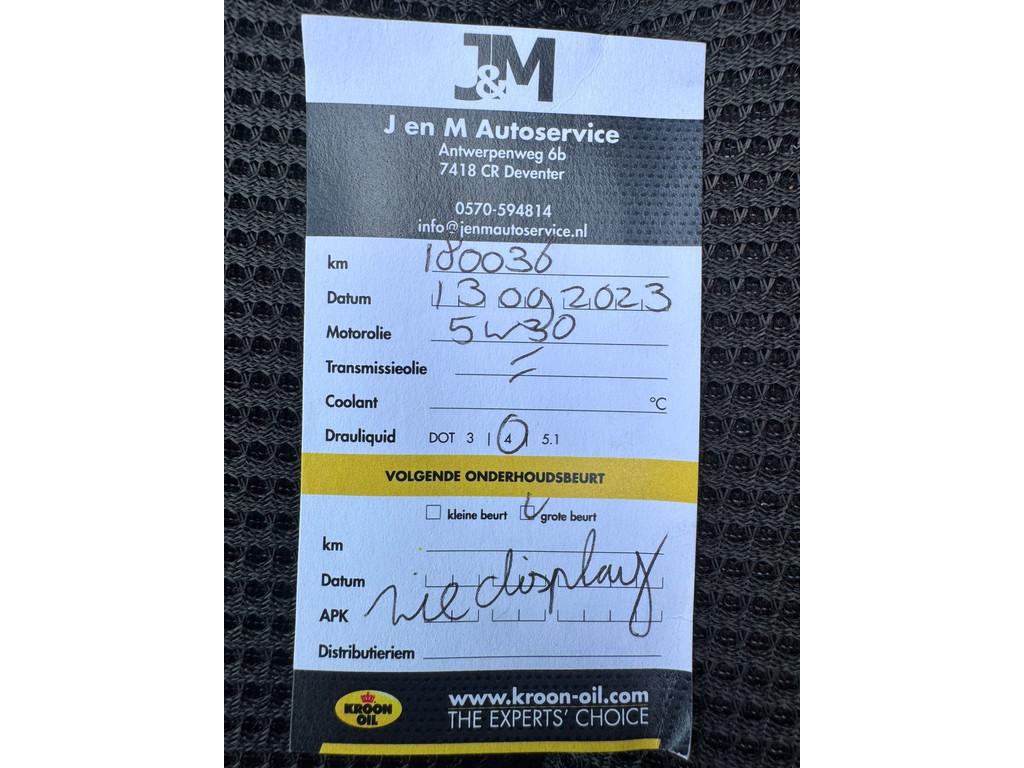 J&M
J en M Autoservice
Antwerpenweg 6b
7418 CR Deventer
0570-594814
info@jenmautoservice.nl
km 180036
Datum 13 09 2023
Motorolie 5w30
Transmissieolie =
Coolant °C
Drauliquid DOT 3 | 4 | 5.1
VOLGENDE ONDERHOUDSBEURT
kleine beurt grote beurt
km
Datum
APK zie display
Distributieriem
KROON OIL
www.kroon-oil.com
THE EXPERTS' CHOICE